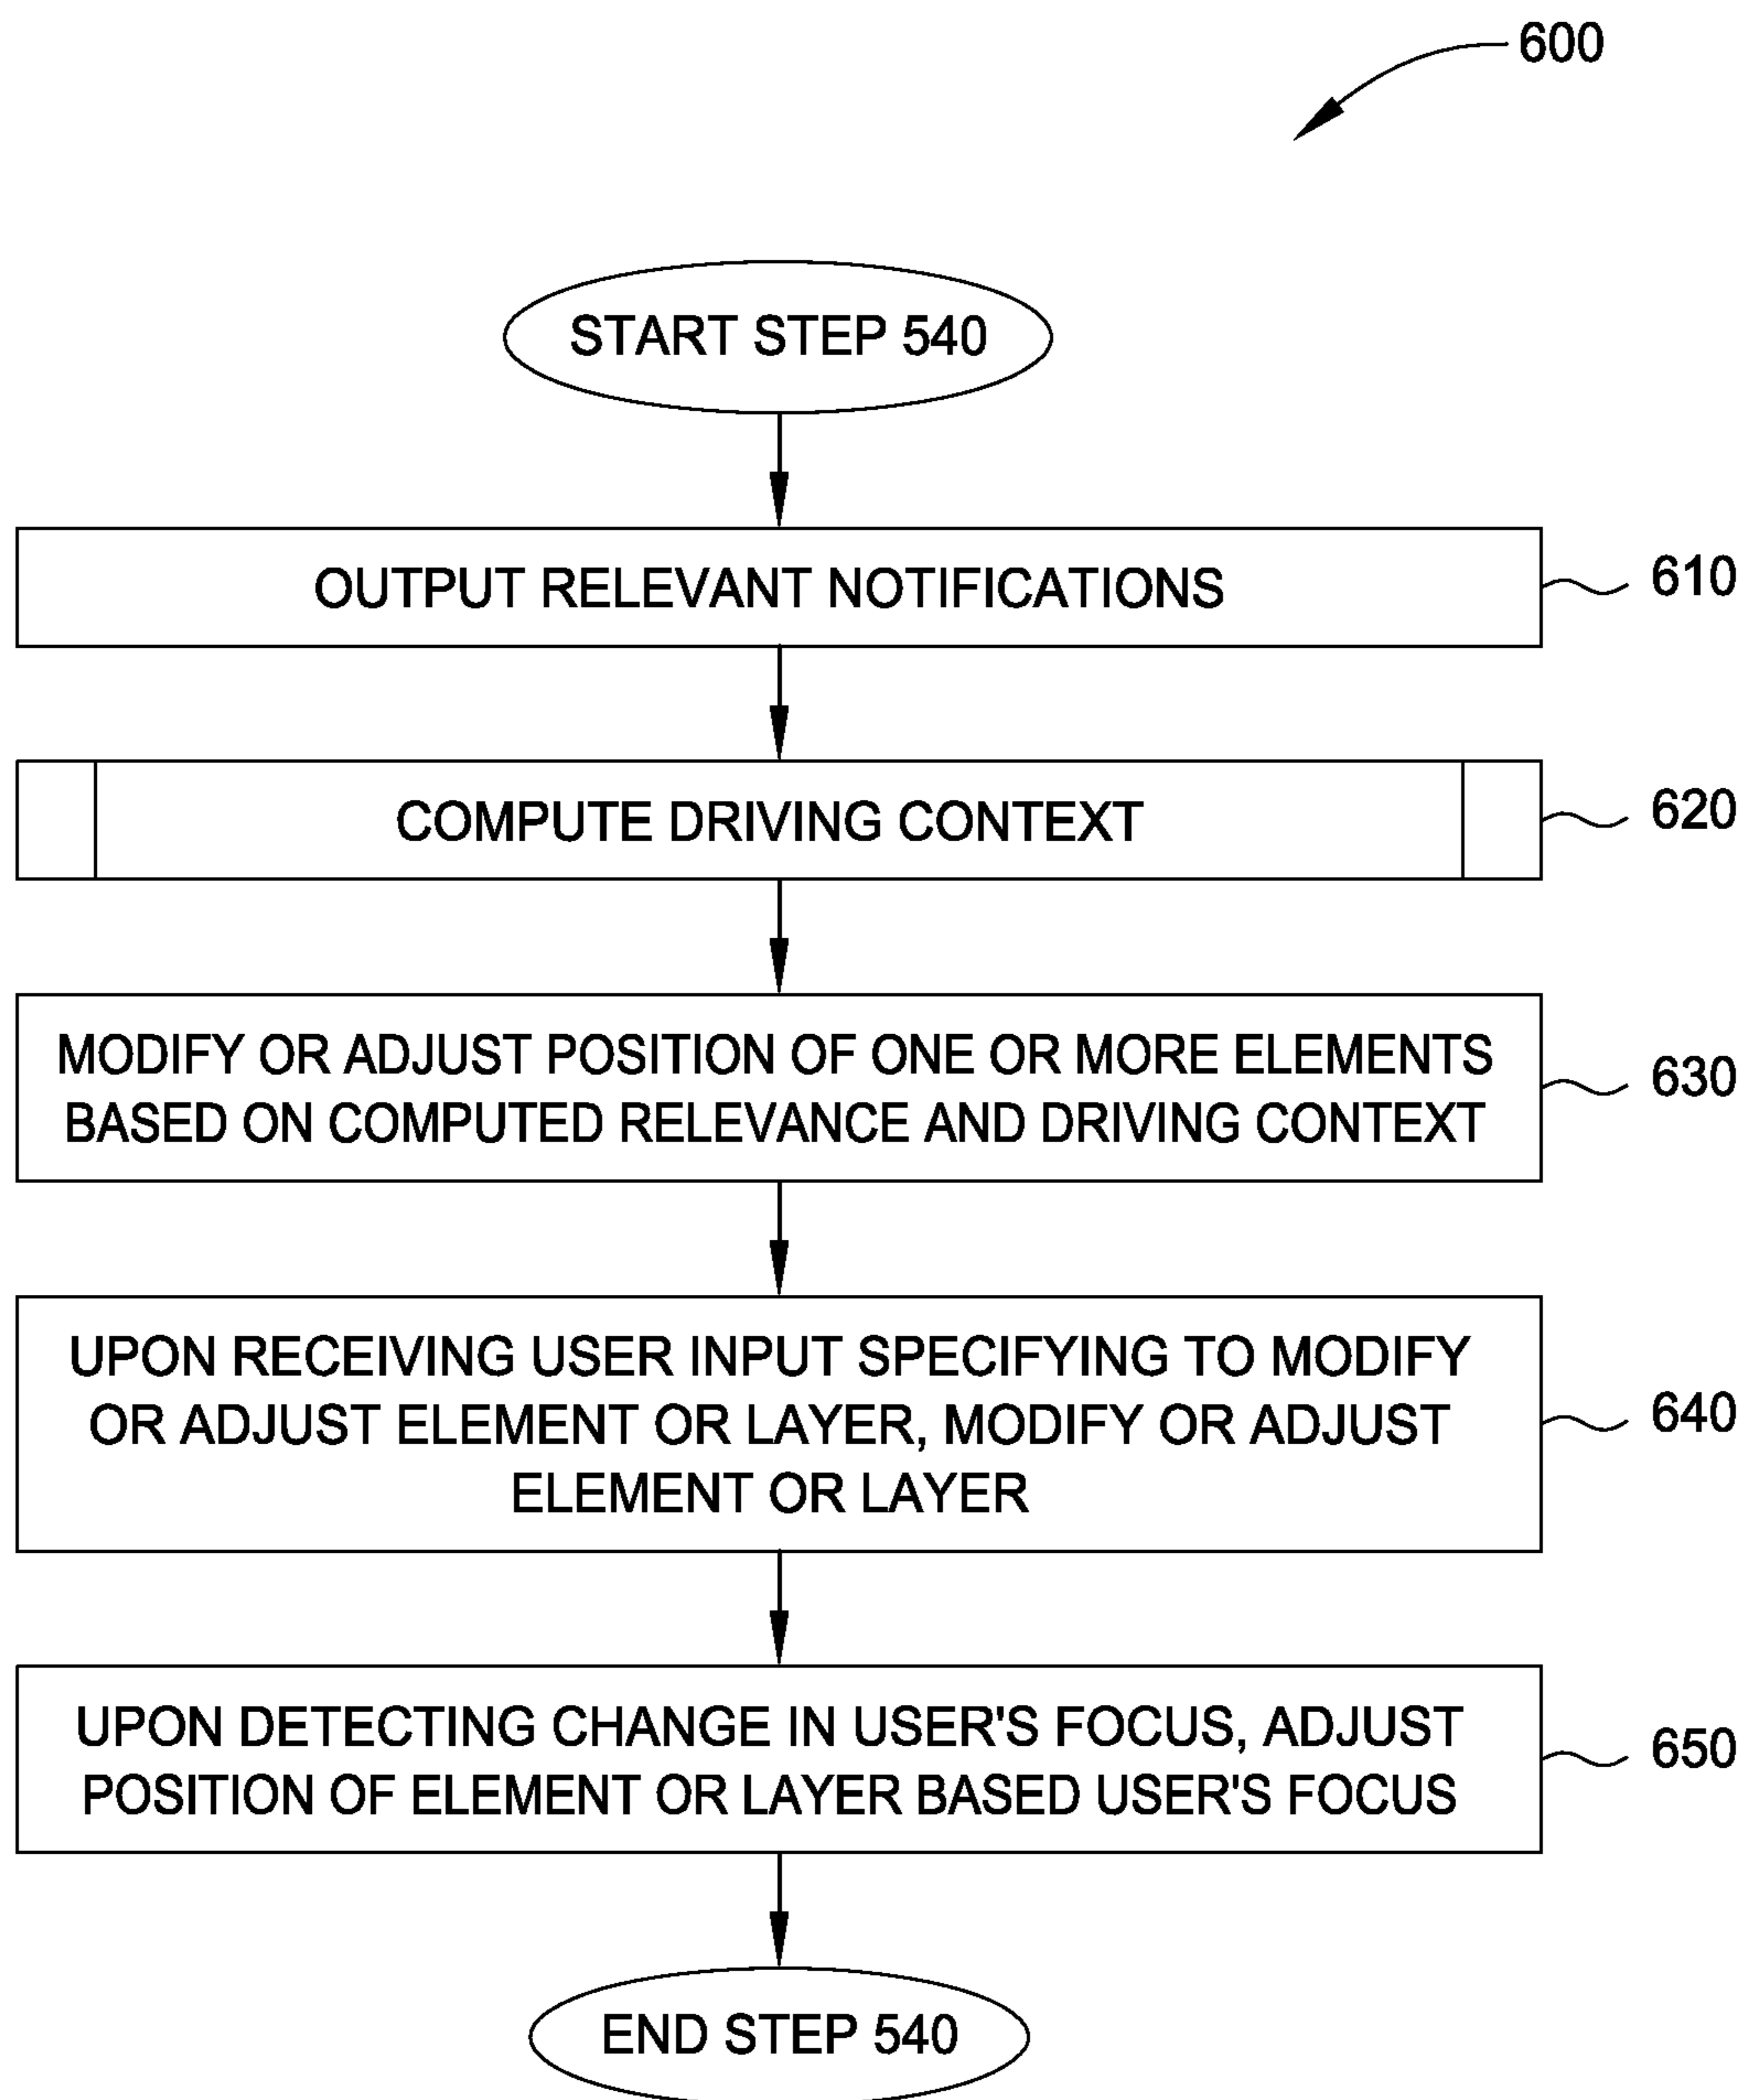 600
START STEP 540
OUTPUT RELEVANT NOTIFICATIONS
610
COMPUTE DRIVING CONTEXT
620
MODIFY OR ADJUST POSITION OF ONE OR MORE ELEMENTS
BASED ON COMPUTED RELEVANCE AND DRIVING CONTEXT
630
UPON RECEIVING USER INPUT SPECIFYING TO MODIFY
OR ADJUST ELEMENT OR LAYER, MODIFY OR ADJUST
ELEMENT OR LAYER
640
UPON DETECTING CHANGE IN USER'S FOCUS, ADJUST
POSITION OF ELEMENT OR LAYER BASED USER'S FOCUS
650
END STEP 540